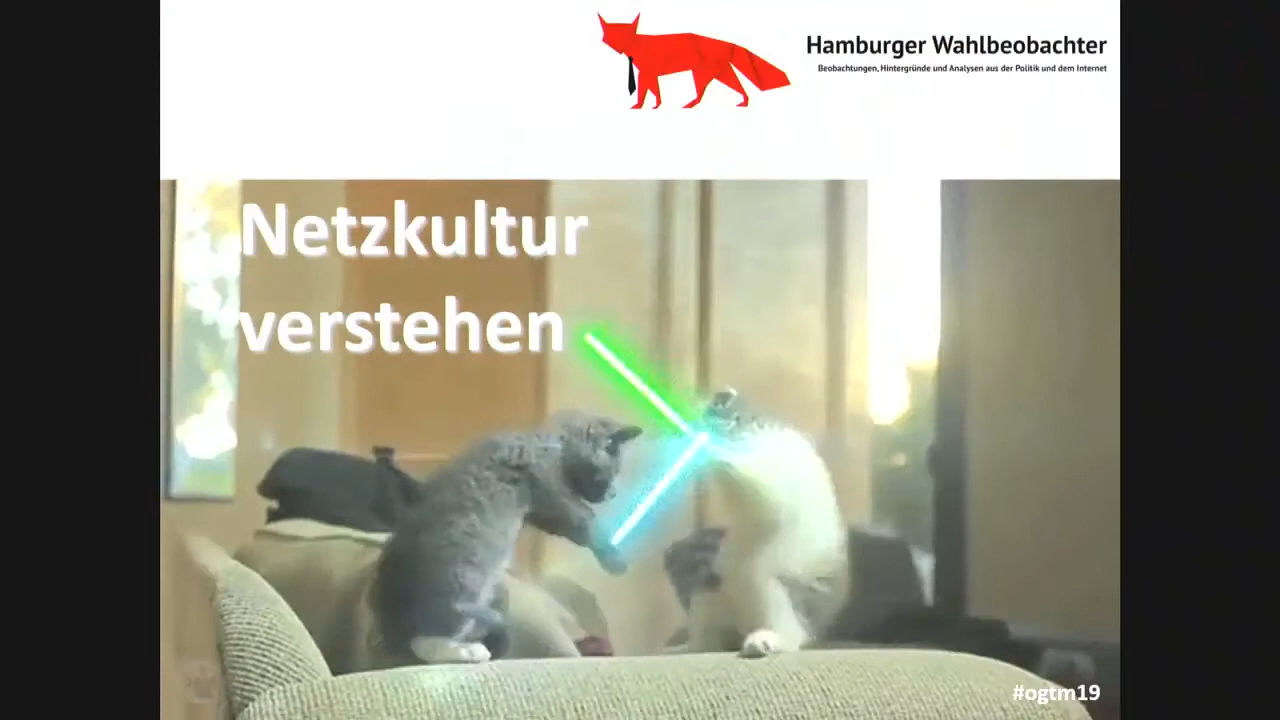 Hamburger Wahlbeobachter
Beobachtungen, Hintergründe und Analysen aus der Politik und dem Internet
Netzkultur
verstehen
#ogtm19